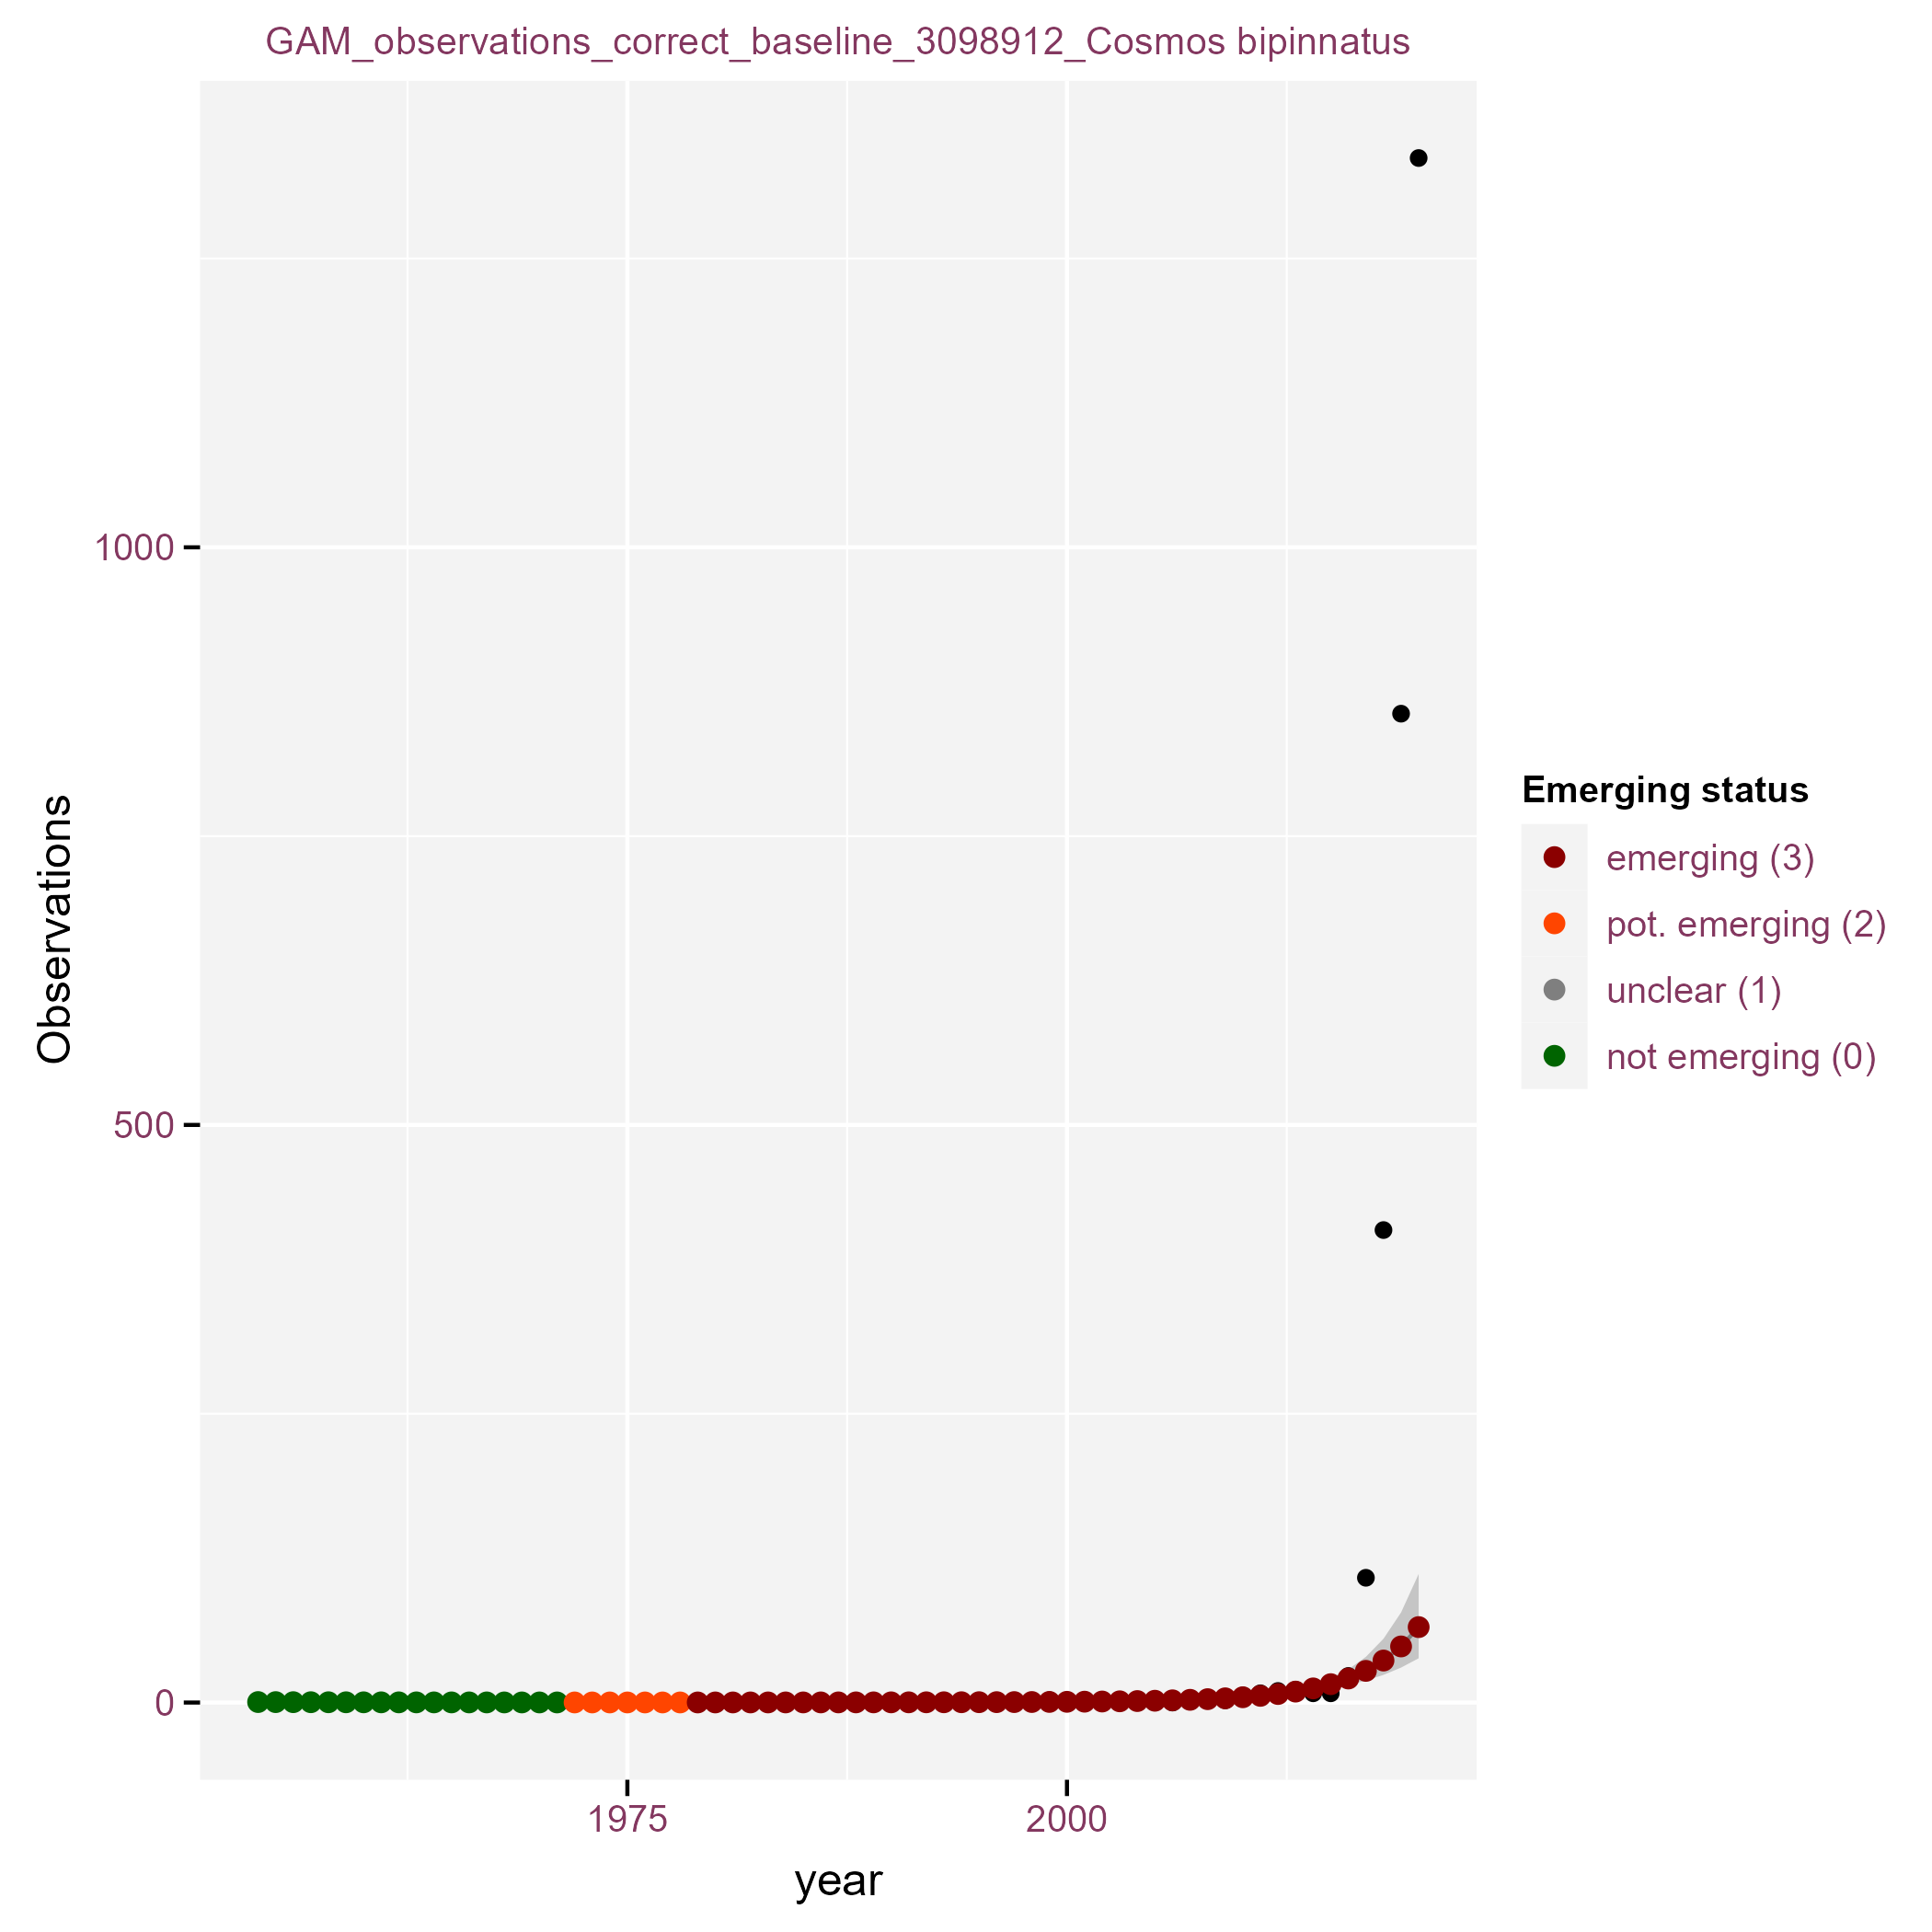 GAM_observations_correct_baseline_3098912_Cosmos bipinnatus
Observations
1000
500
0
1975
2000
year
Emerging status
emerging (3)
pot. emerging (2)
unclear (1)
not emerging (0)